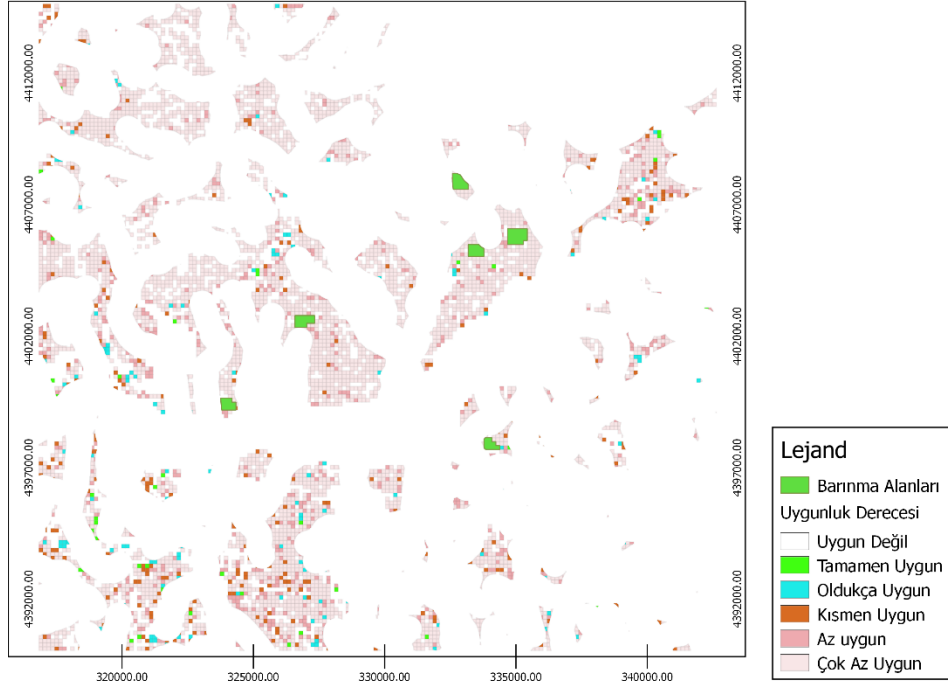 4412000.00
4407000.00
4402000.00
4397000.00
4392000.00
4412000.00
4407000.00
4402000.00
4397000.00
4392000.00
320000.00
325000.00
330000.00
335000.00
340000.00
Lejand
Barınma Alanları
Uygunluk Derecesi
Uygun Değil
Tamamen Uygun
Oldukça Uygun
Kısmen Uygun
Az uygun
Çok Az Uygun